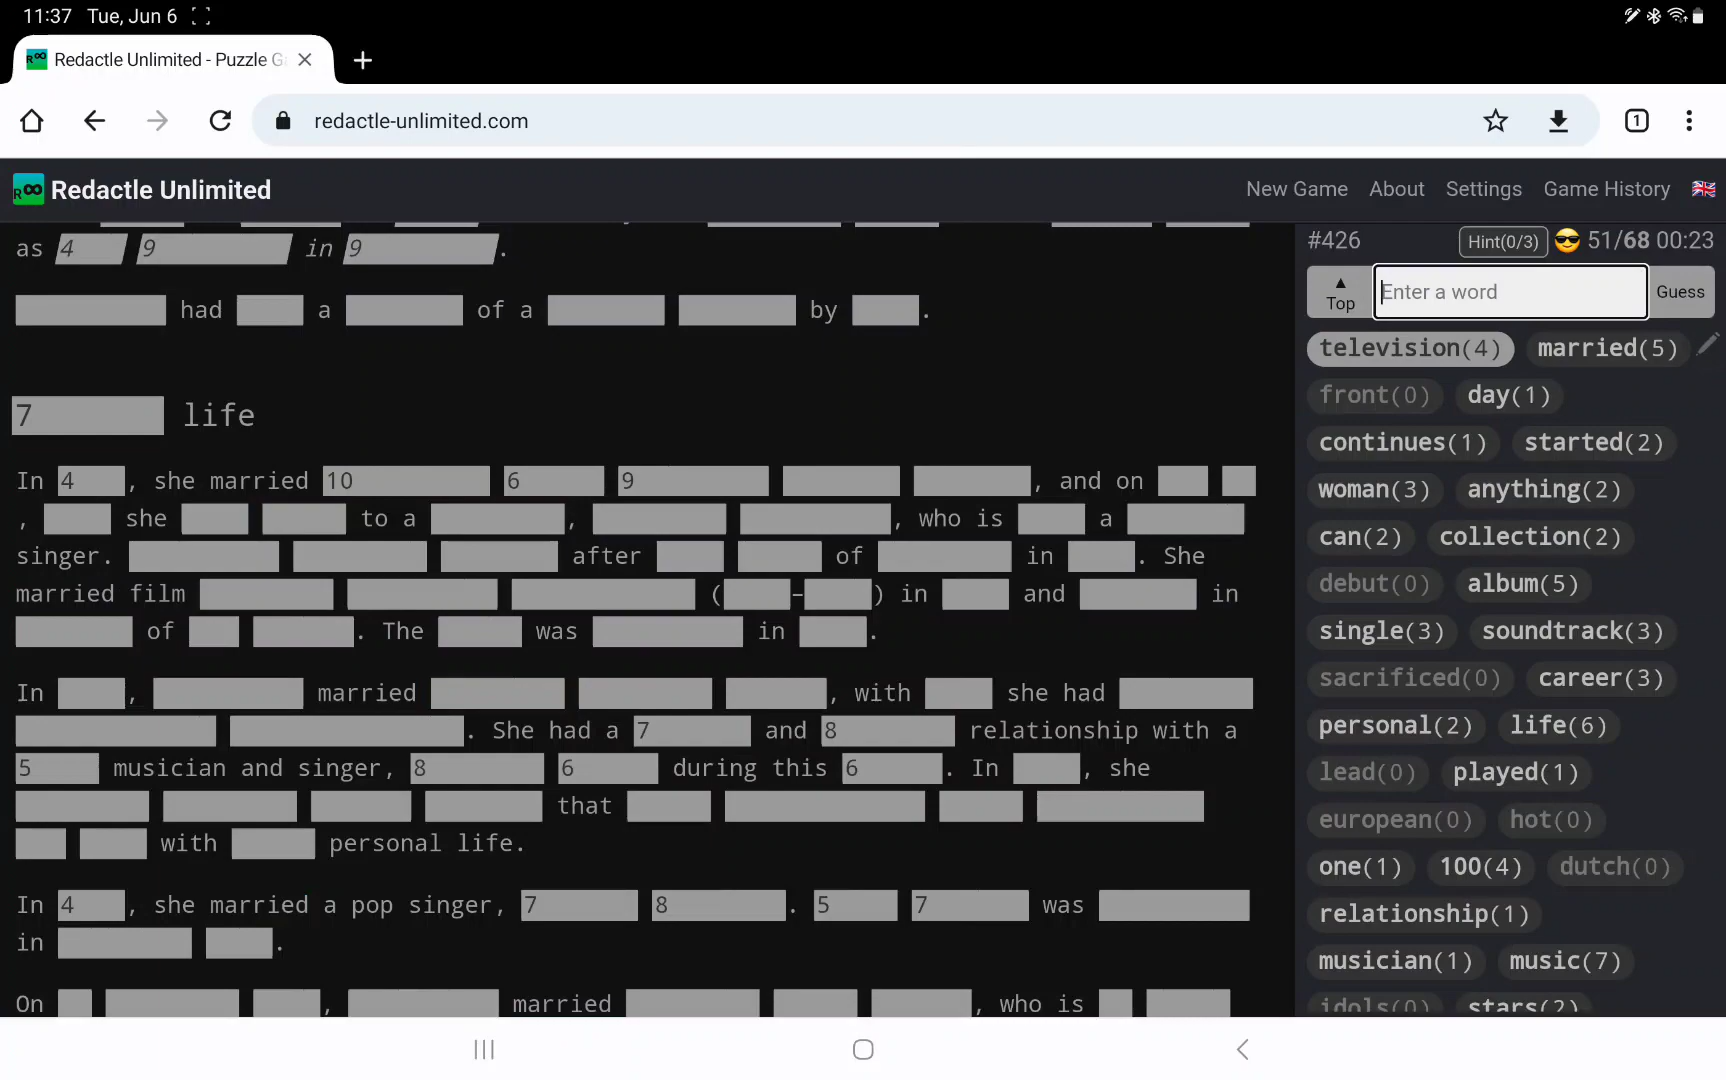 11:37 Tue, Jun 6
Redactle Unlimited - Puzzle G
redactle-unlimited.com
1
R∞ Redactle Unlimited
New Game About Settings Game History
as 4 9 in 9 .
had a of a by .
7 life
In 4 , she married 10 6 9 , and on
, she to a , , who is a
singer. after of in . She
married film ( – ) in and in
of . The was in .
In , married , with she had
. She had a 7 and 8 relationship with a
5 musician and singer, 8 6 during this 6 . In , she
that
with personal life.
In 4 , she married a pop singer, 7 8 . 5 7 was
in .
On , married , who is
#426 Hint(0/3) 51/68 00:23
▲
Top Enter a word Guess
television(4) married(5)
front(0) day(1)
continues(1) started(2)
woman(3) anything(2)
can(2) collection(2)
debut(0) album(5)
single(3) soundtrack(3)
sacrificed(0) career(3)
personal(2) life(6)
lead(0) played(1)
european(0) hot(0)
one(1) 100(4) dutch(0)
relationship(1)
musician(1) music(7)
idols(0) stars(2)